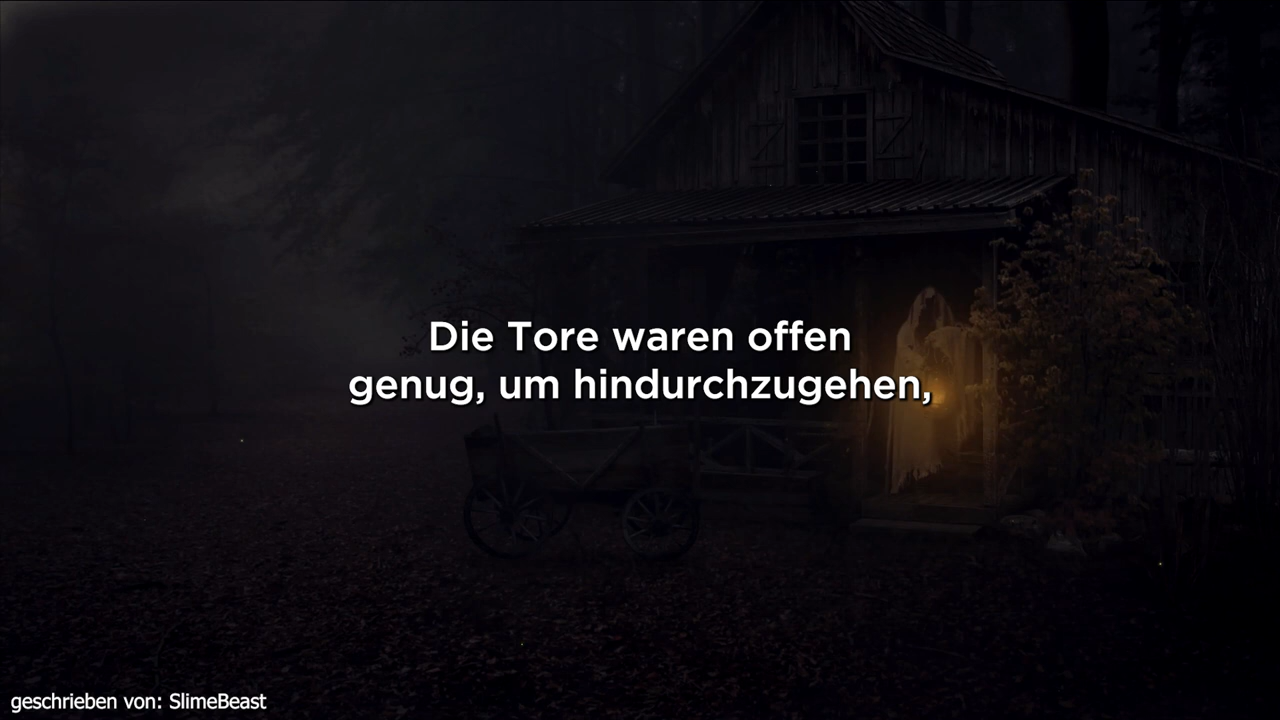 Die Tore waren offen
genug, um hindurchzugehen,
geschrieben von: SlimeBeast